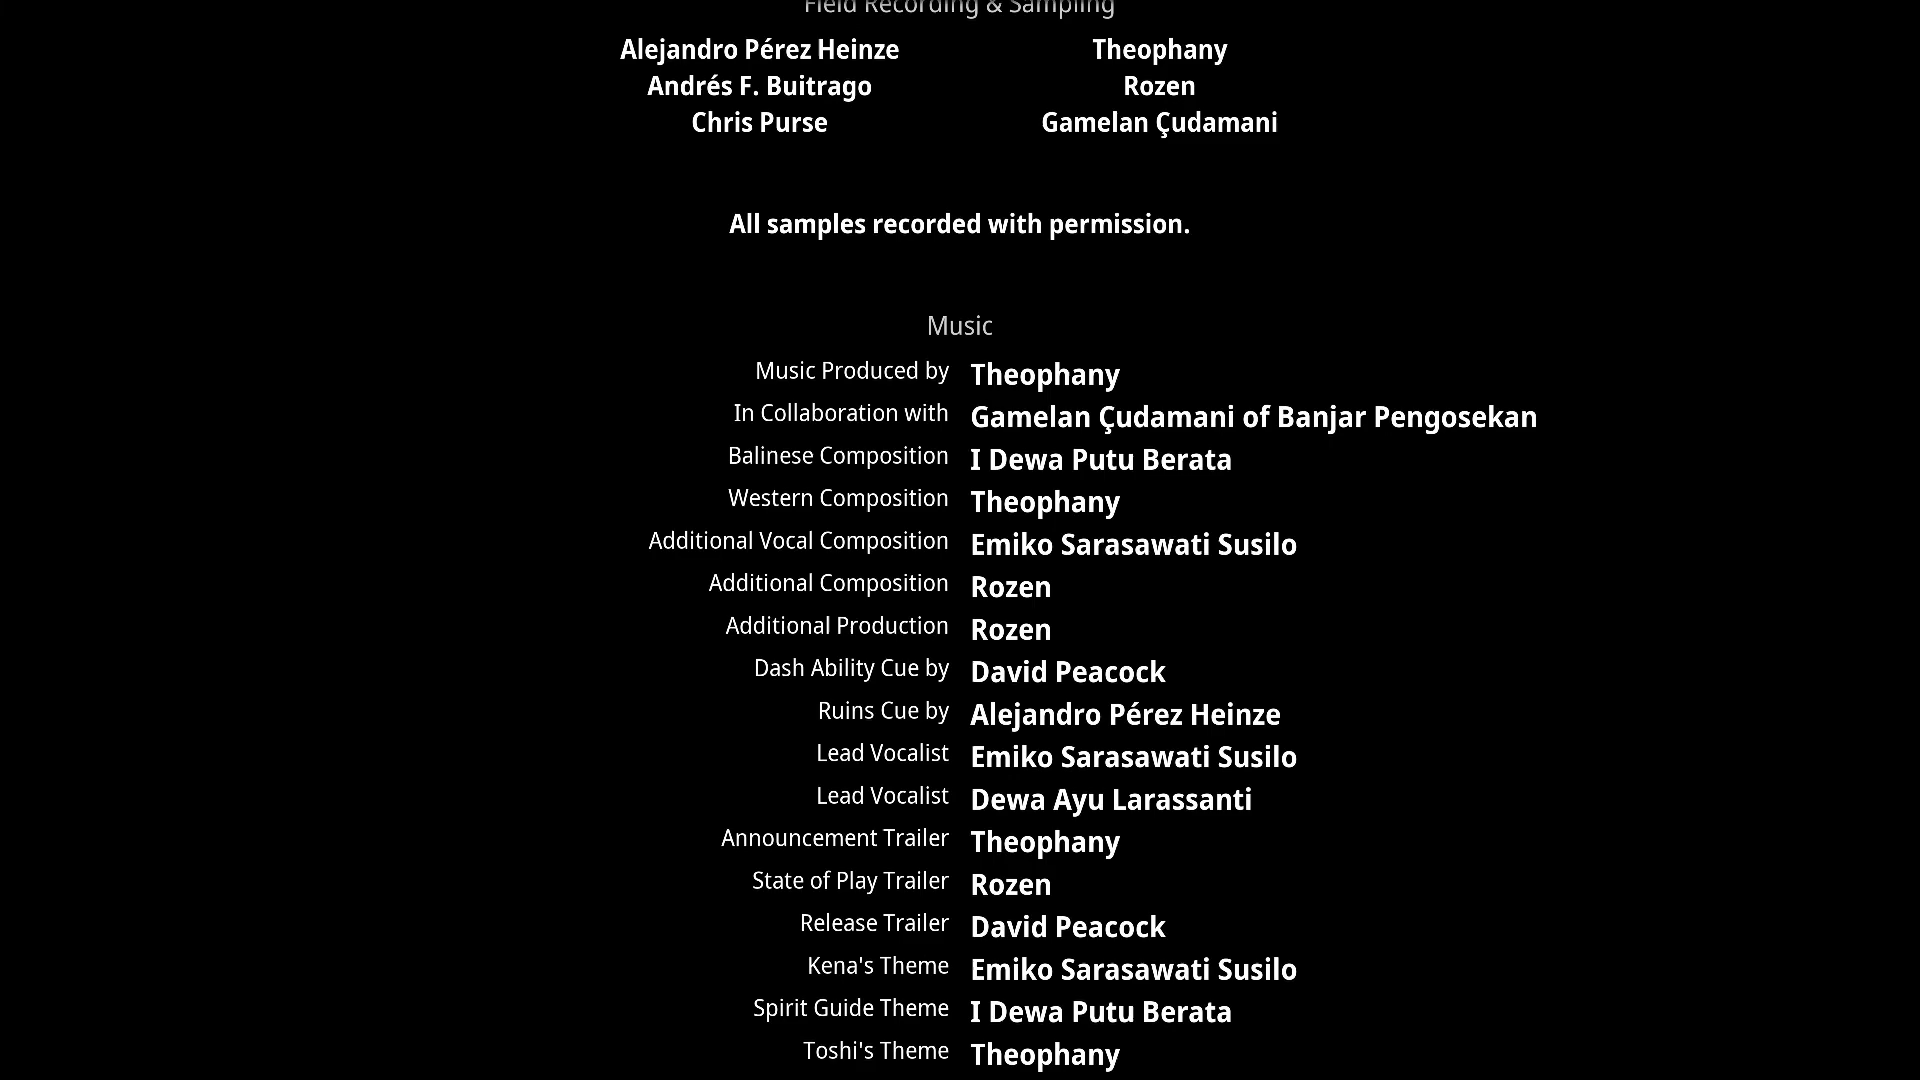 Field Recording & Sampling
Alejandro Pérez Heinze Theophany
Andrés F. Buitrago Rozen
Chris Purse Gamelan Çudamani
All samples recorded with permission.
Music
Music Produced by Theophany
In Collaboration with Gamelan Çudamani of Banjar Pengosekan
Balinese Composition I Dewa Putu Berata
Western Composition Theophany
Additional Vocal Composition Emiko Sarasawati Susilo
Additional Composition Rozen
Additional Production Rozen
Dash Ability Cue by David Peacock
Ruins Cue by Alejandro Pérez Heinze
Lead Vocalist Emiko Sarasawati Susilo
Lead Vocalist Dewa Ayu Larassanti
Announcement Trailer Theophany
State of Play Trailer Rozen
Release Trailer David Peacock
Kena's Theme Emiko Sarasawati Susilo
Spirit Guide Theme I Dewa Putu Berata
Toshi's Theme Theophany